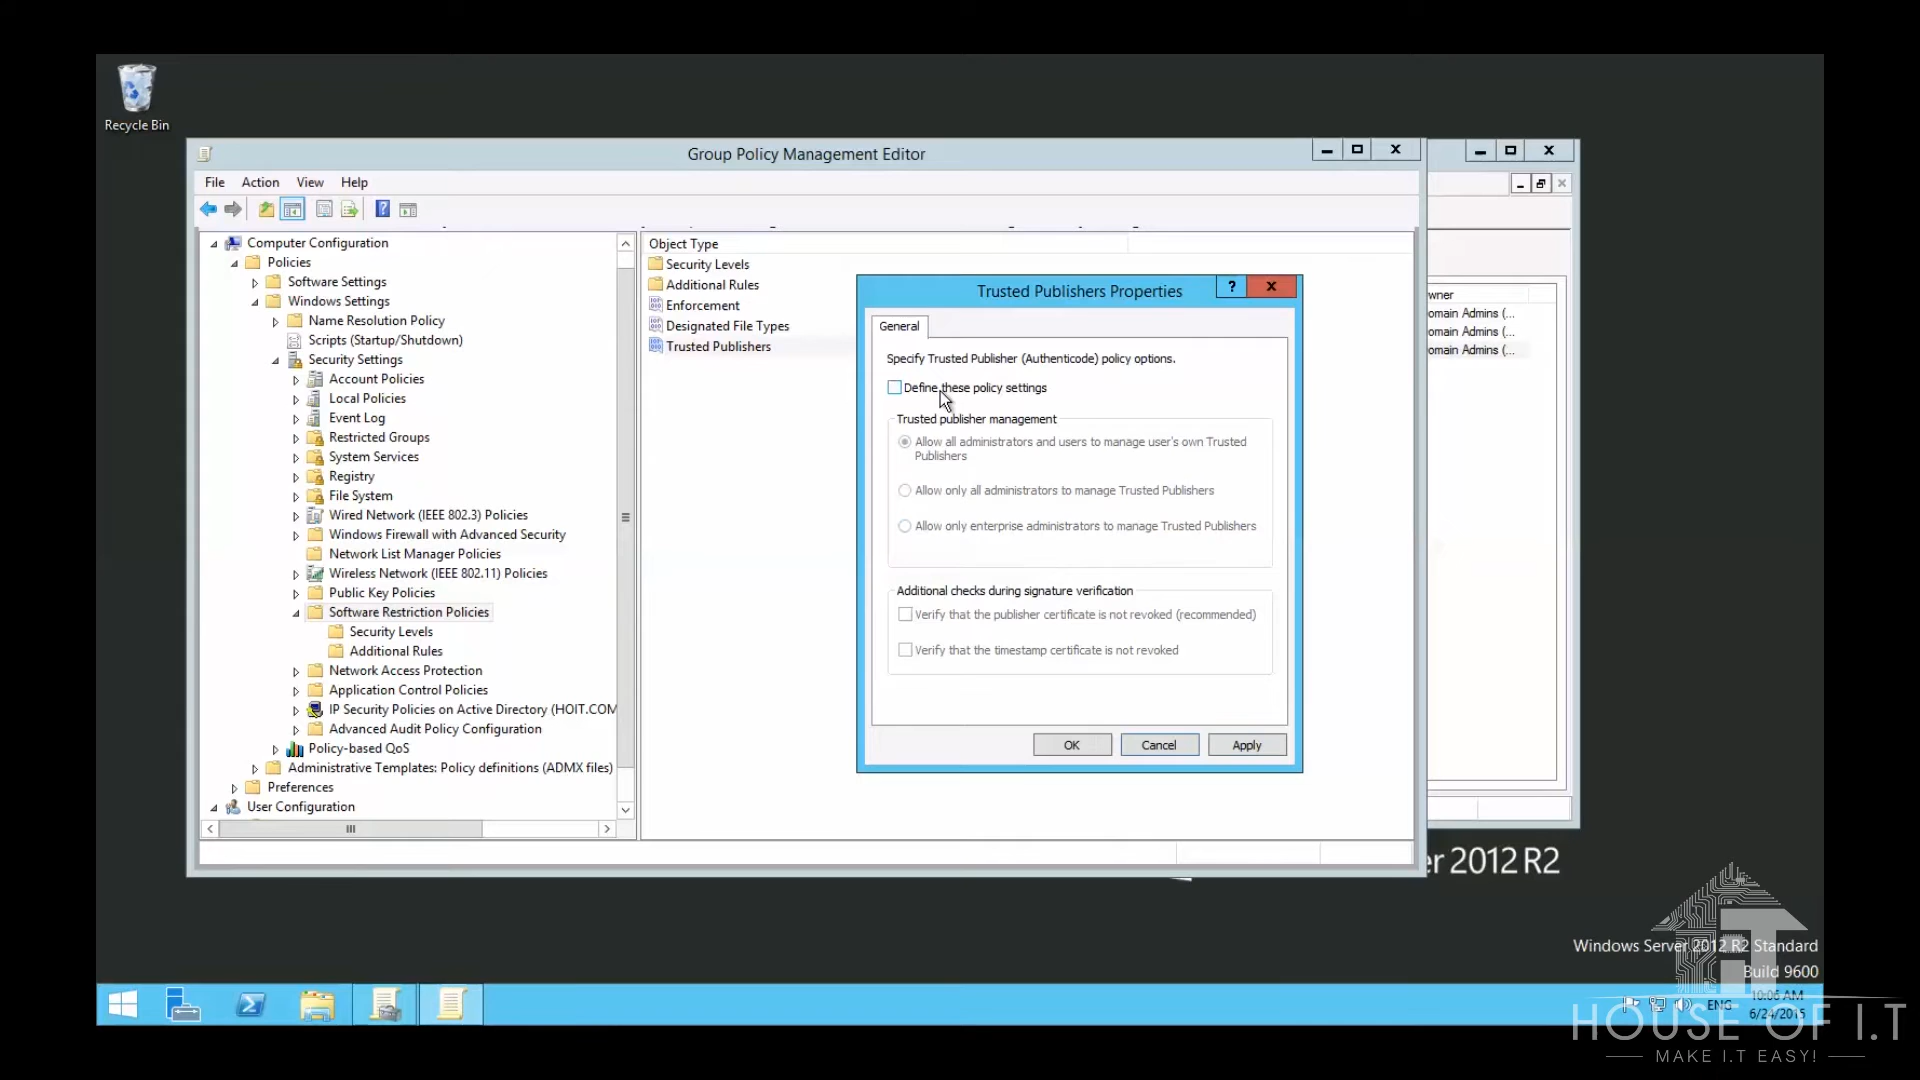 Recycle Bin
Group Policy Management Editor
File Action View Help
Computer Configuration
Policies
Software Settings
Windows Settings
Name Resolution Policy
Scripts (Startup/Shutdown)
Security Settings
Account Policies
Local Policies
Event Log
Restricted Groups
System Services
Registry
File System
Wired Network (IEEE 802.3) Policies
Windows Firewall with Advanced Security
Network List Manager Policies
Wireless Network (IEEE 802.11) Policies
Public Key Policies
Software Restriction Policies
Security Levels
Additional Rules
Network Access Protection
Application Control Policies
IP Security Policies on Active Directory (HOIT.COM
Advanced Audit Policy Configuration
Policy-based QoS
Administrative Templates: Policy definitions (ADMX files)
Preferences
User Configuration
Object Type
Security Levels
Additional Rules
Enforcement
Designated File Types
Trusted Publishers
Trusted Publishers Properties
?
General
Specify Trusted Publisher (Authenticode) policy options.
Define these policy settings
Trusted publisher management
Allow all administrators and users to manage user's own Trusted
Publishers
Allow only all administrators to manage Trusted Publishers
Allow only enterprise administrators to manage Trusted Publishers
Additional checks during signature verification
Verify that the publisher certificate is not revoked (recommended)
Verify that the timestamp certificate is not revoked
OK Cancel Apply
wner
omain Admins (...
omain Admins (...
omain Admins (...
er 2012 R2
Windows Server 2012 R2 Standard
Build 9600
ENG
10:06 AM
6/24/2015
HOUSE OF I.T
MAKE I.T EASY!